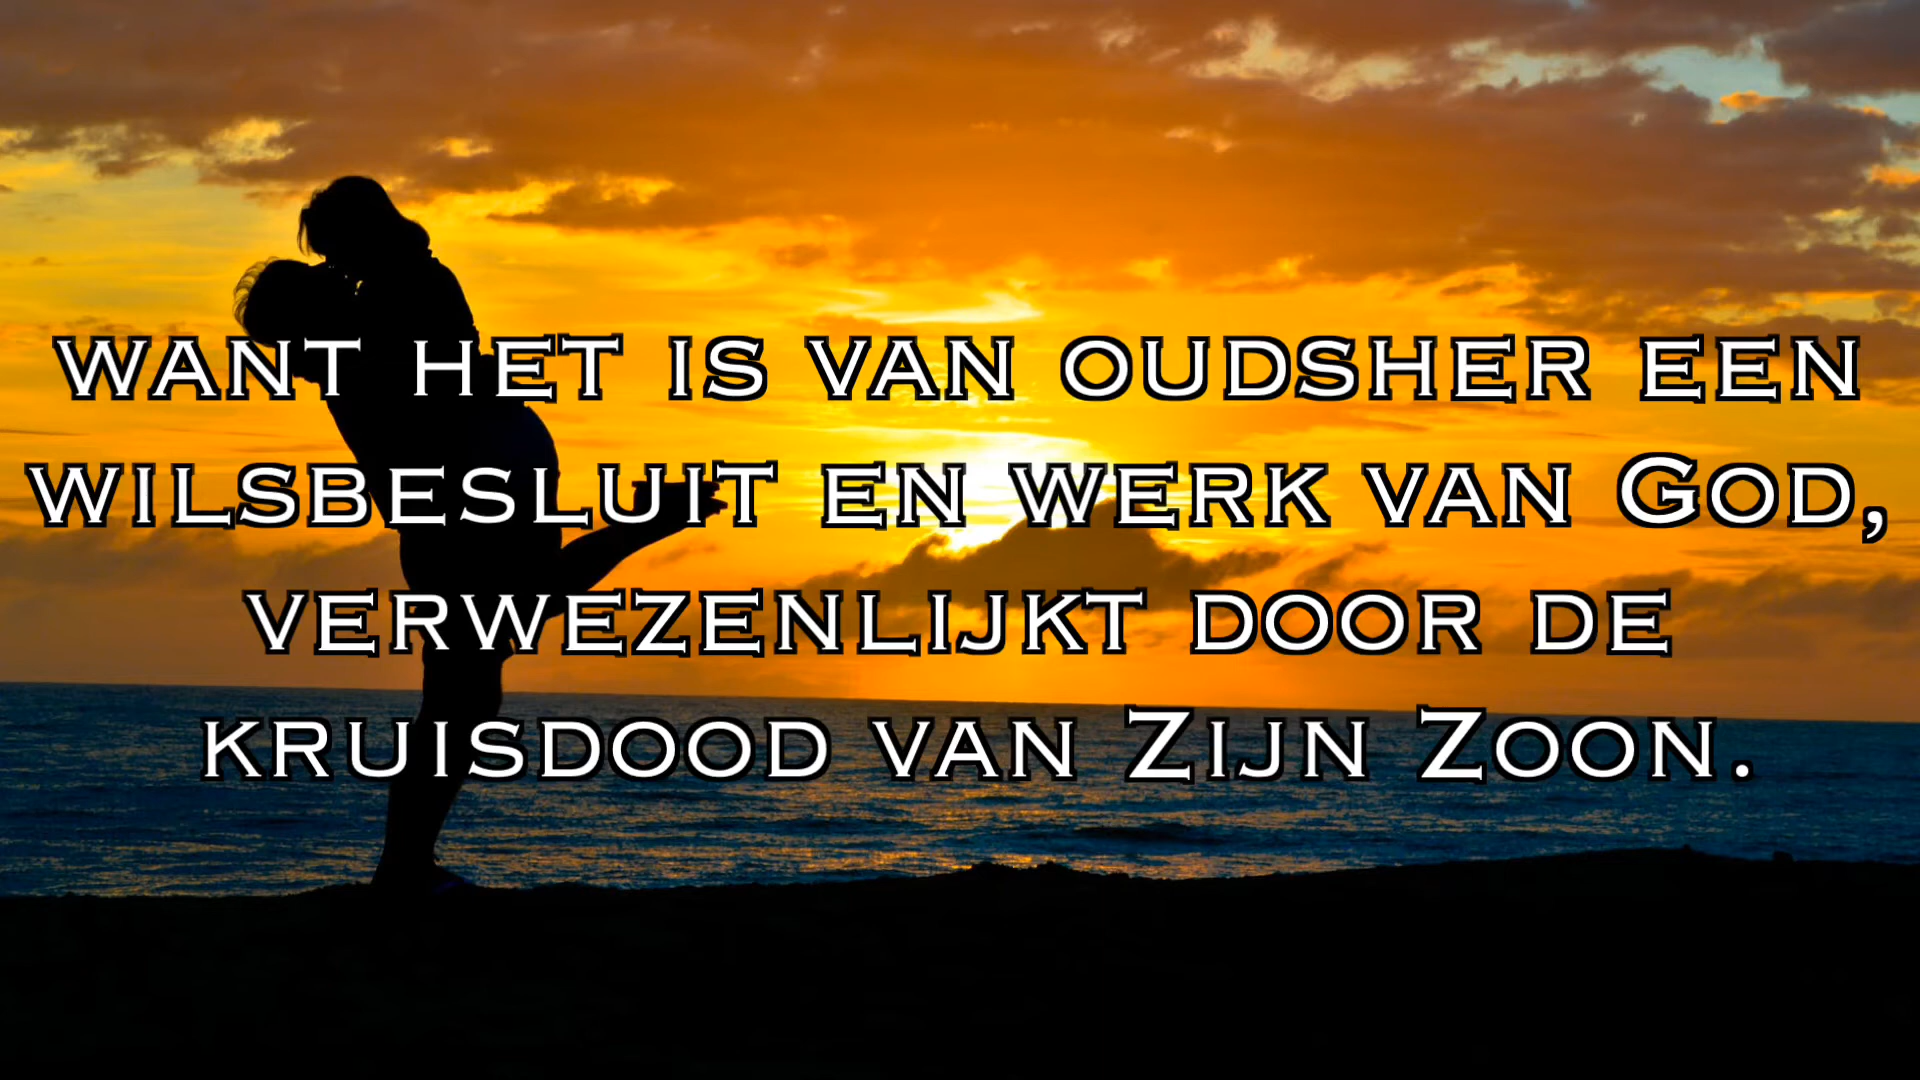 want het is van oudsher een
wilsbesluit en werk van God,
verwezenlijkt door de
kruisdood van Zijn Zoon.